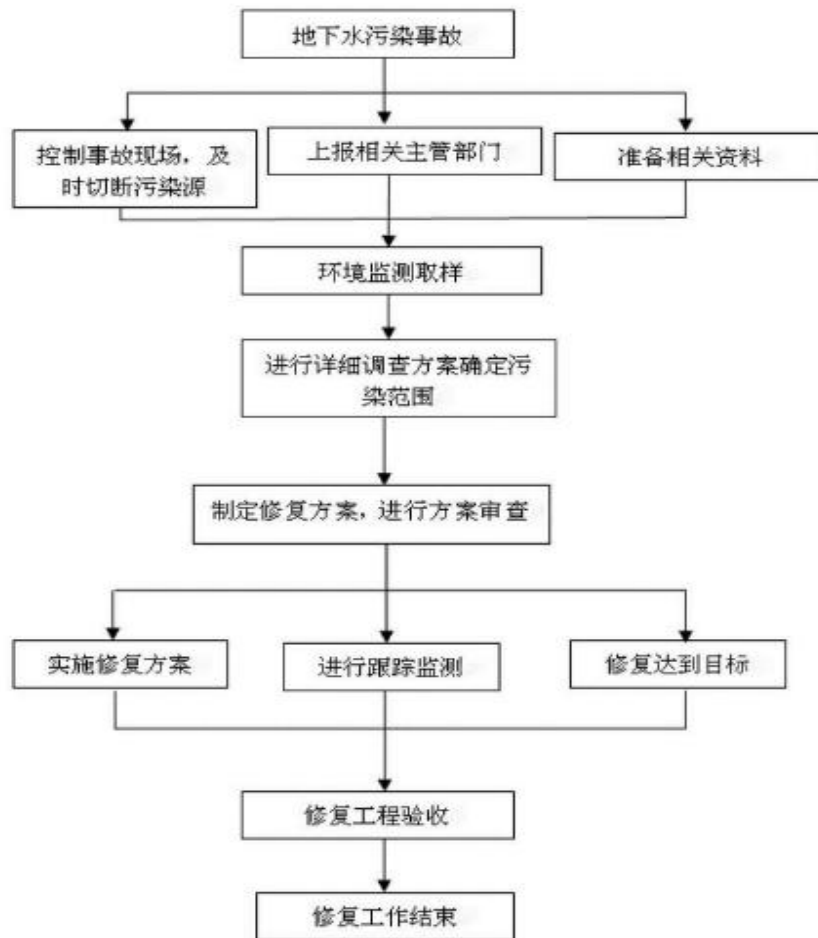 地下水污染事故
控制事故现场，及
时切断污染源
上报相关主管部门
准备相关资料
环境监测取样
进行详细调查方案确定污
染范围
制定修复方案，进行方案审查
实施修复方案
进行跟踪监测
修复达到目标
修复工程验收
修复工作结束